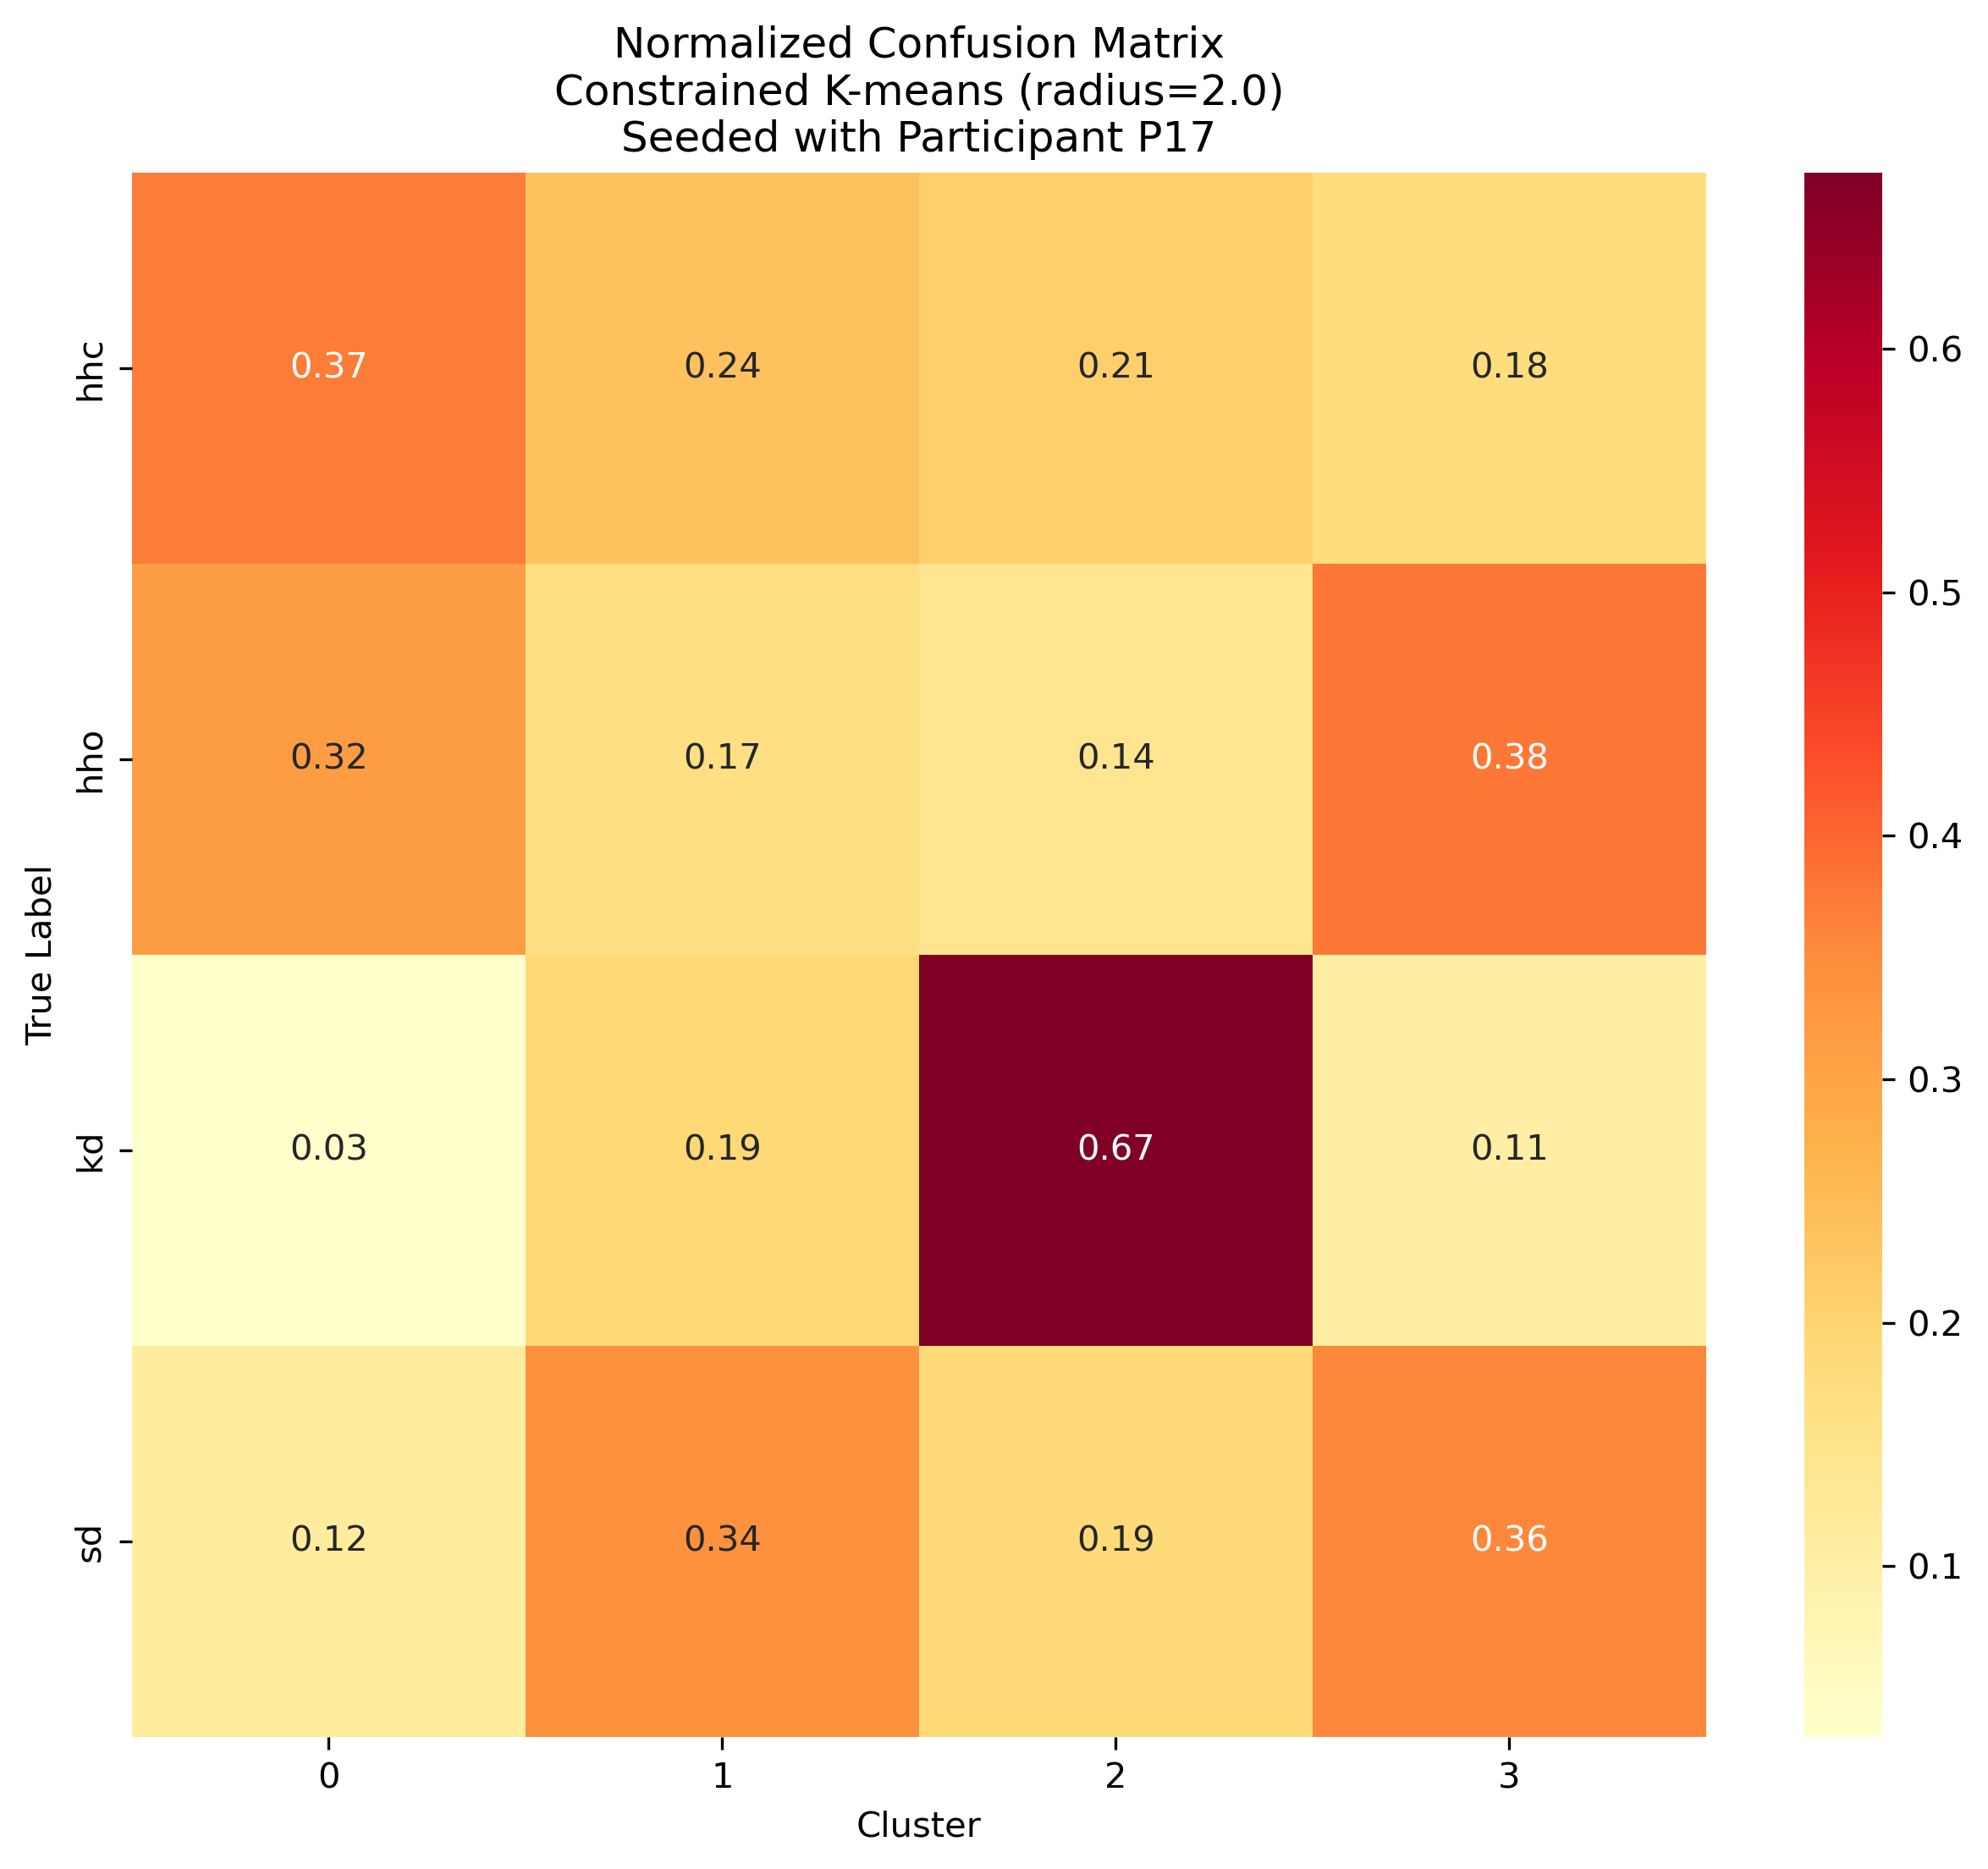 Normalized Confusion Matrix
Constrained K-means (radius=2.0)
Seeded with Participant P17
True Label
hhc
0.37 0.24 0.21 0.18
hho
0.32 0.17 0.14 0.38
kd
0.03 0.19 0.67 0.11
sd
0.12 0.34 0.19 0.36
0 1 2 3
Cluster
0.6
0.5
0.4
0.3
0.2
0.1